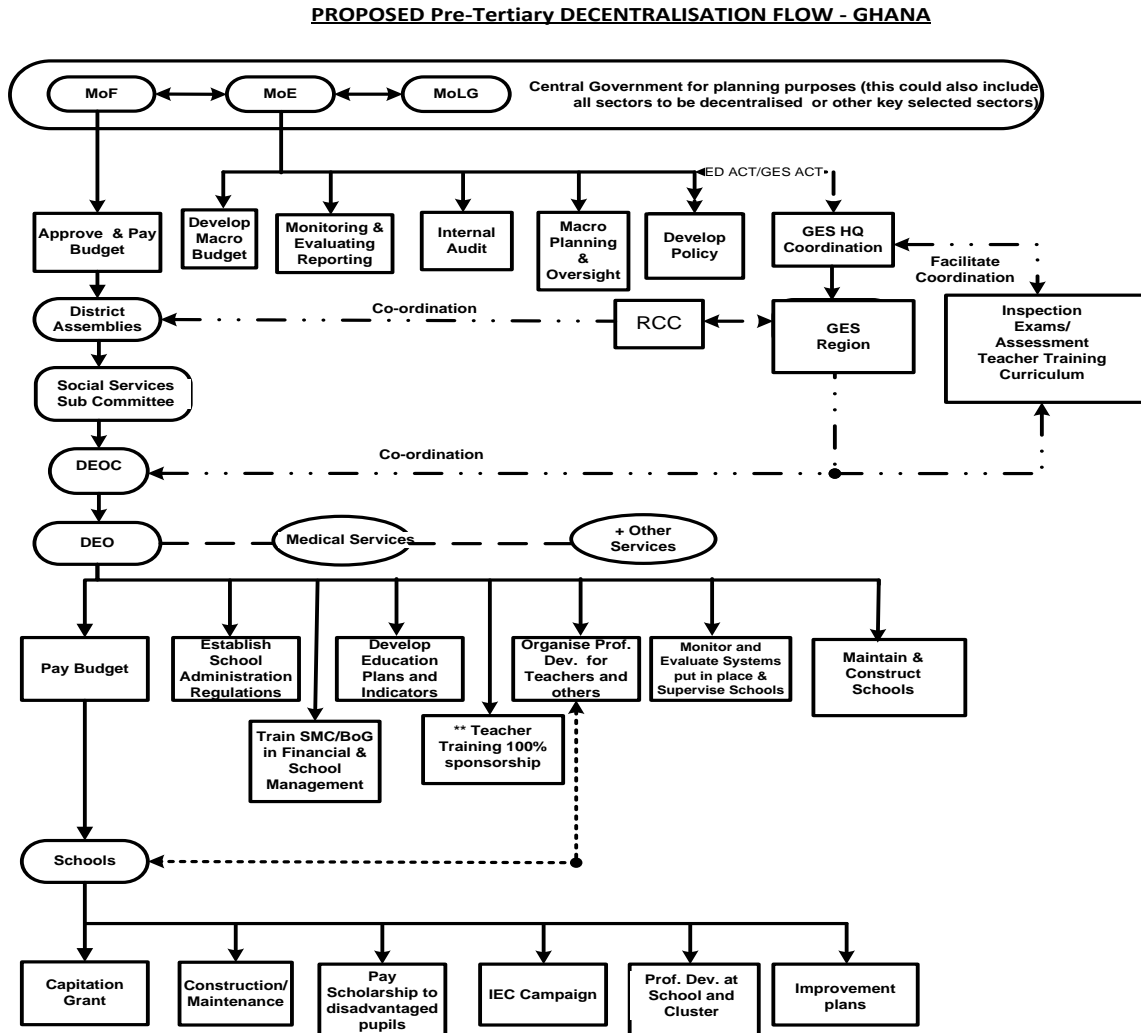 PROPOSED Pre-Tertiary DECENTRALISATION FLOW - GHANA
MoF
MoE
MoLG
Central Government for planning purposes (this could also include
all sectors to be decentralised or other key selected sectors)
ED ACT/GES ACT
Approve & Pay
Budget
Develop
Macro
Budget
Monitoring &
Evaluating
Reporting
Internal
Audit
Macro
Planning
&
Oversight
Develop
Policy
GES HQ
Coordination
Facilitate
Coordination
District
Assemblies
Co-ordination
RCC
GES
Region
Inspection
Exams/
Assessment
Teacher Training
Curriculum
Social Services
Sub Committee
DEOC
Co-ordination
DEO
Medical Services
+ Other
Services
Pay Budget
Establish
School
Administration
Regulations
Develop
Education
Plans and
Indicators
Organise Prof.
Dev. for
Teachers and
others
Monitor and
Evaluate Systems
put in place &
Supervise Schools
Maintain &
Construct
Schools
Train SMC/BoG
in Financial &
School
Management
** Teacher
Training 100%
sponsorship
Schools
Capitation
Grant
Construction/
Maintenance
Pay
Scholarship to
disadvantaged
pupils
IEC Campaign
Prof. Dev. at
School and
Cluster
Improvement
plans